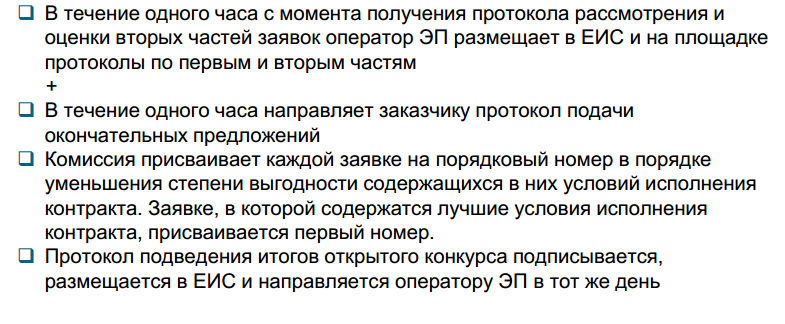 ❑ В течение одного часа с момента получения протокола рассмотрения и
оценки вторых частей заявок оператор ЭП размещает в ЕИС и на площадке
протоколы по первым и вторым частям
+
❑ В течение одного часа направляет заказчику протокол подачи
окончательных предложений
❑ Комиссия присваивает каждой заявке на порядковый номер в порядке
уменьшения степени выгодности содержащихся в них условий исполнения
контракта. Заявке, в которой содержатся лучшие условия исполнения
контракта, присваивается первый номер.
❑ Протокол подведения итогов открытого конкурса подписывается,
размещается в ЕИС и направляется оператору ЭП в тот же день